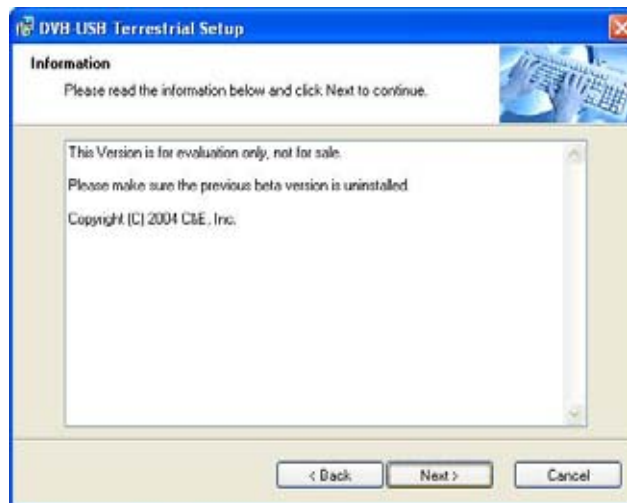 DVB-USB Terrestrial Setup
Information
Please read the information below and click Next to continue.
This Version is for evaluation only, not for sale.
Please make sure the previous beta version is uninstalled
Copyright (C) 2004 C&E, Inc.
< Back
Next >
Cancel